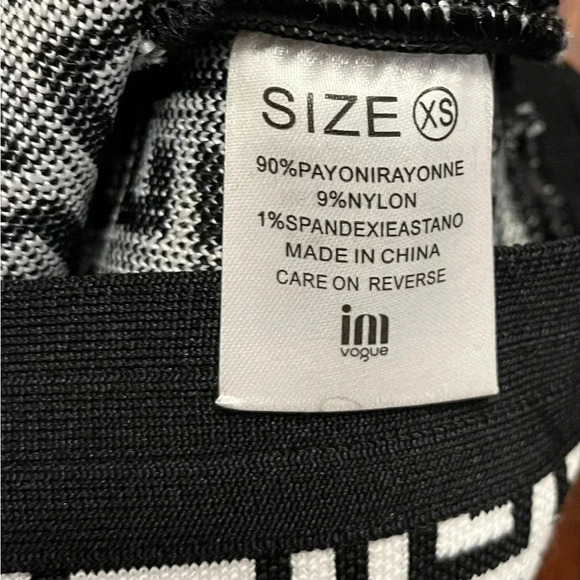 SIZE XS
90%PAYONIRAYONNE
9%NYLON
1%SPANDEXIEASTANO
MADE IN CHINA
CARE ON REVERSE
im
vogue